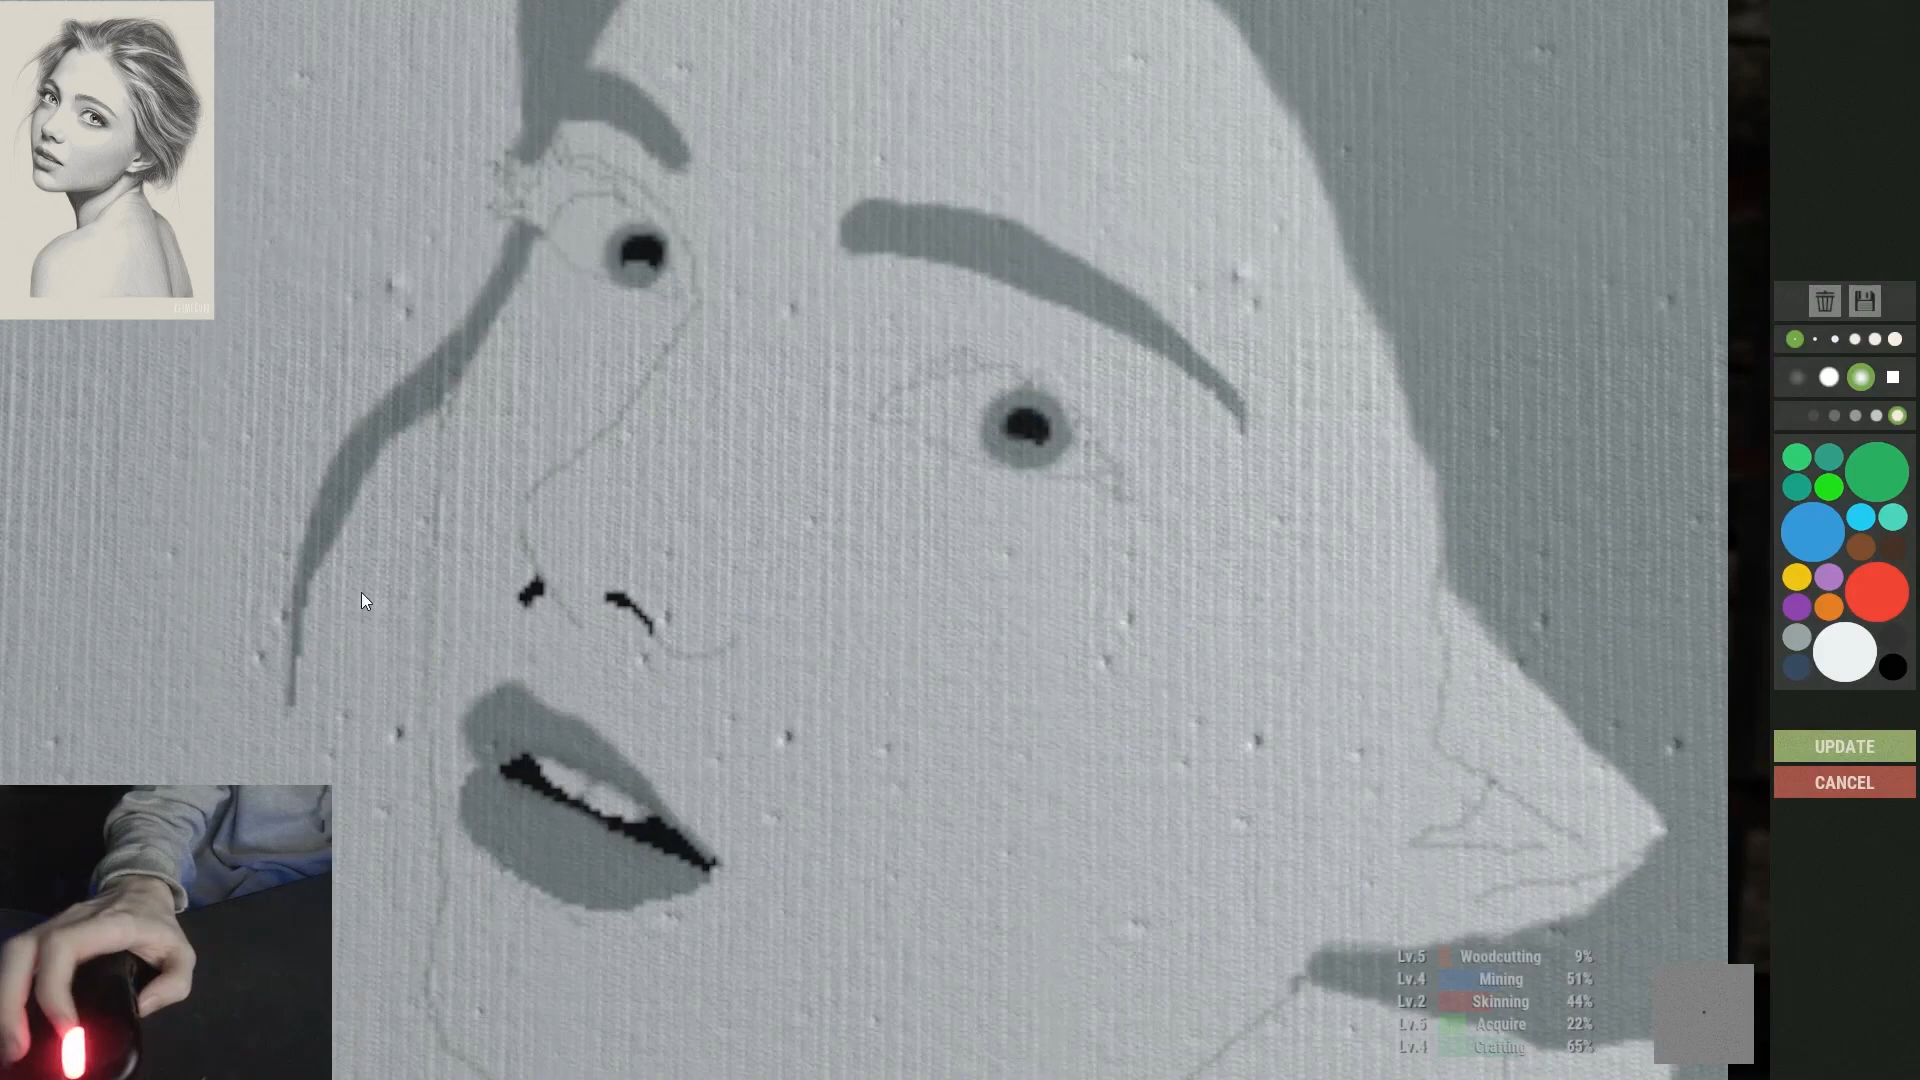 UPDATE
CANCEL
Lv.5 Woodcutting 9%
Lv.4 Mining 51%
Lv.2 Skinning 44%
Lv.5 Acquire 22%
Lv.4 Crafting 65%